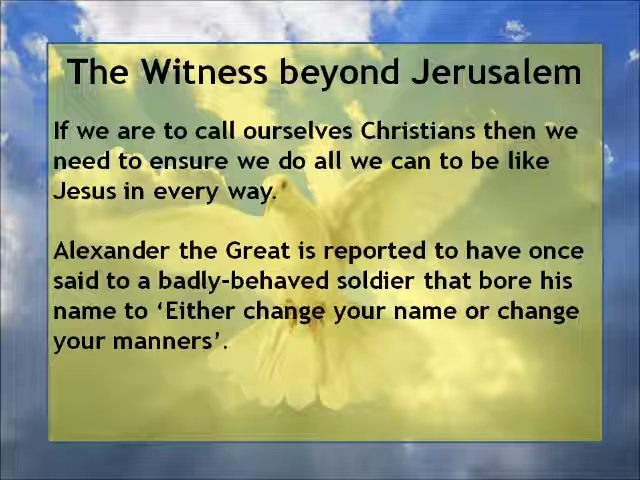 The Witness beyond Jerusalem
If we are to call ourselves Christians then we
need to ensure we do all we can to be like
Jesus in every way.
Alexander the Great is reported to have once
said to a badly-behaved soldier that bore his
name to ‘Either change your name or change
your manners’.